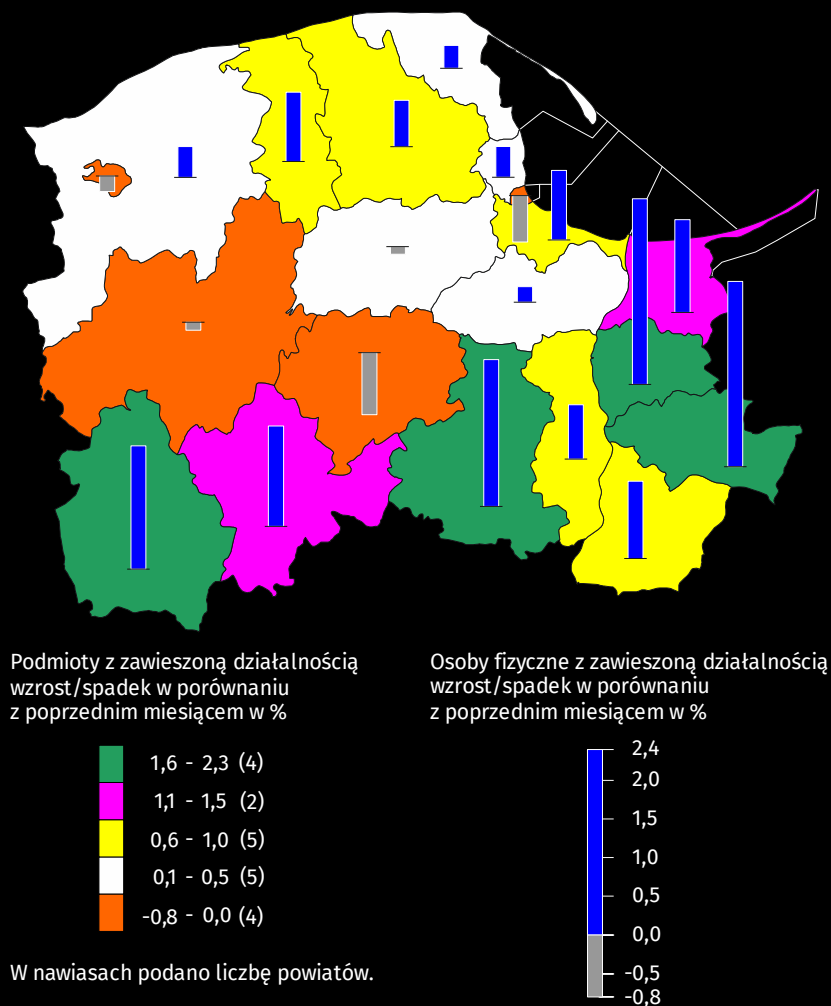 Podmioty z zawieszoną działalnością
wzrost/spadek w porównaniu
z poprzednim miesiącem w %
1,6 - 2,3 (4)
1,1 - 1,5 (2)
0,6 - 1,0 (5)
0,1 - 0,5 (5)
-0,8 - 0,0 (4)
W nawiasach podano liczbę powiatów.
Osoby fizyczne z zawieszoną działalnością
wzrost/spadek w porównaniu
z poprzednim miesiącem w %
2,4
2,0
1,5
1,0
0,5
0,0
-0,5
-0,8